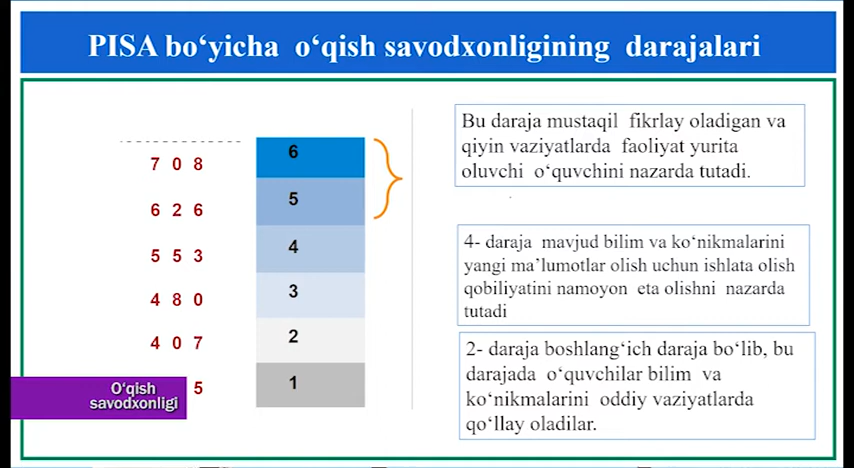 PISA bo‘yicha o‘qish savodxonligining darajalari
7 0 8
6 2 6
5 5 3
4 8 0
4 0 7
5
6
5
4
3
2
1
Bu daraja mustaqil fikrlay oladigan va
qiyin vaziyatlarda faoliyat yurita
oluvchi o‘quvchini nazarda tutadi.
4- daraja mavjud bilim va ko‘nikmalarini
yangi ma’lumotlar olish uchun ishlata olish
qobiliyatini namoyon eta olishni nazarda
tutadi
2- daraja boshlang‘ich daraja bo‘lib, bu
darajada o‘quvchilar bilim va
ko‘nikmalarini oddiy vaziyatlarda
qo‘llay oladilar.
O‘qish
savodxonligi